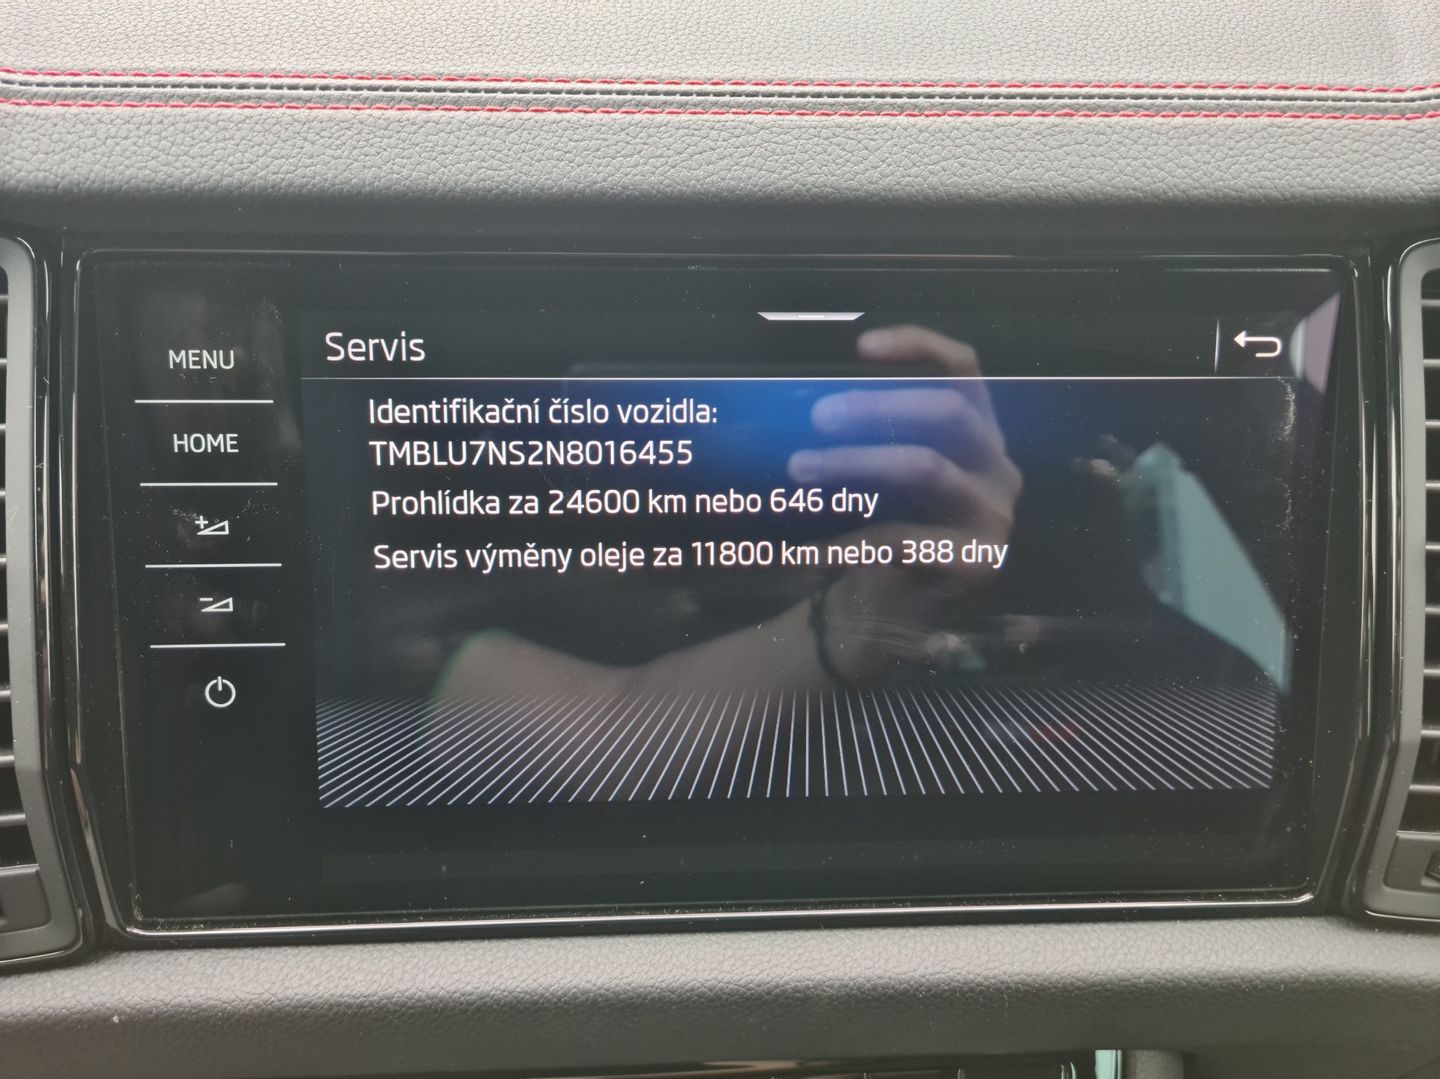 Servis
MENU
HOME
Identifikační číslo vozidla:
TMBLU7NS2N8016455
Prohlídka za 24600 km nebo 646 dny
Servis výměny oleje za 11800 km nebo 388 dny